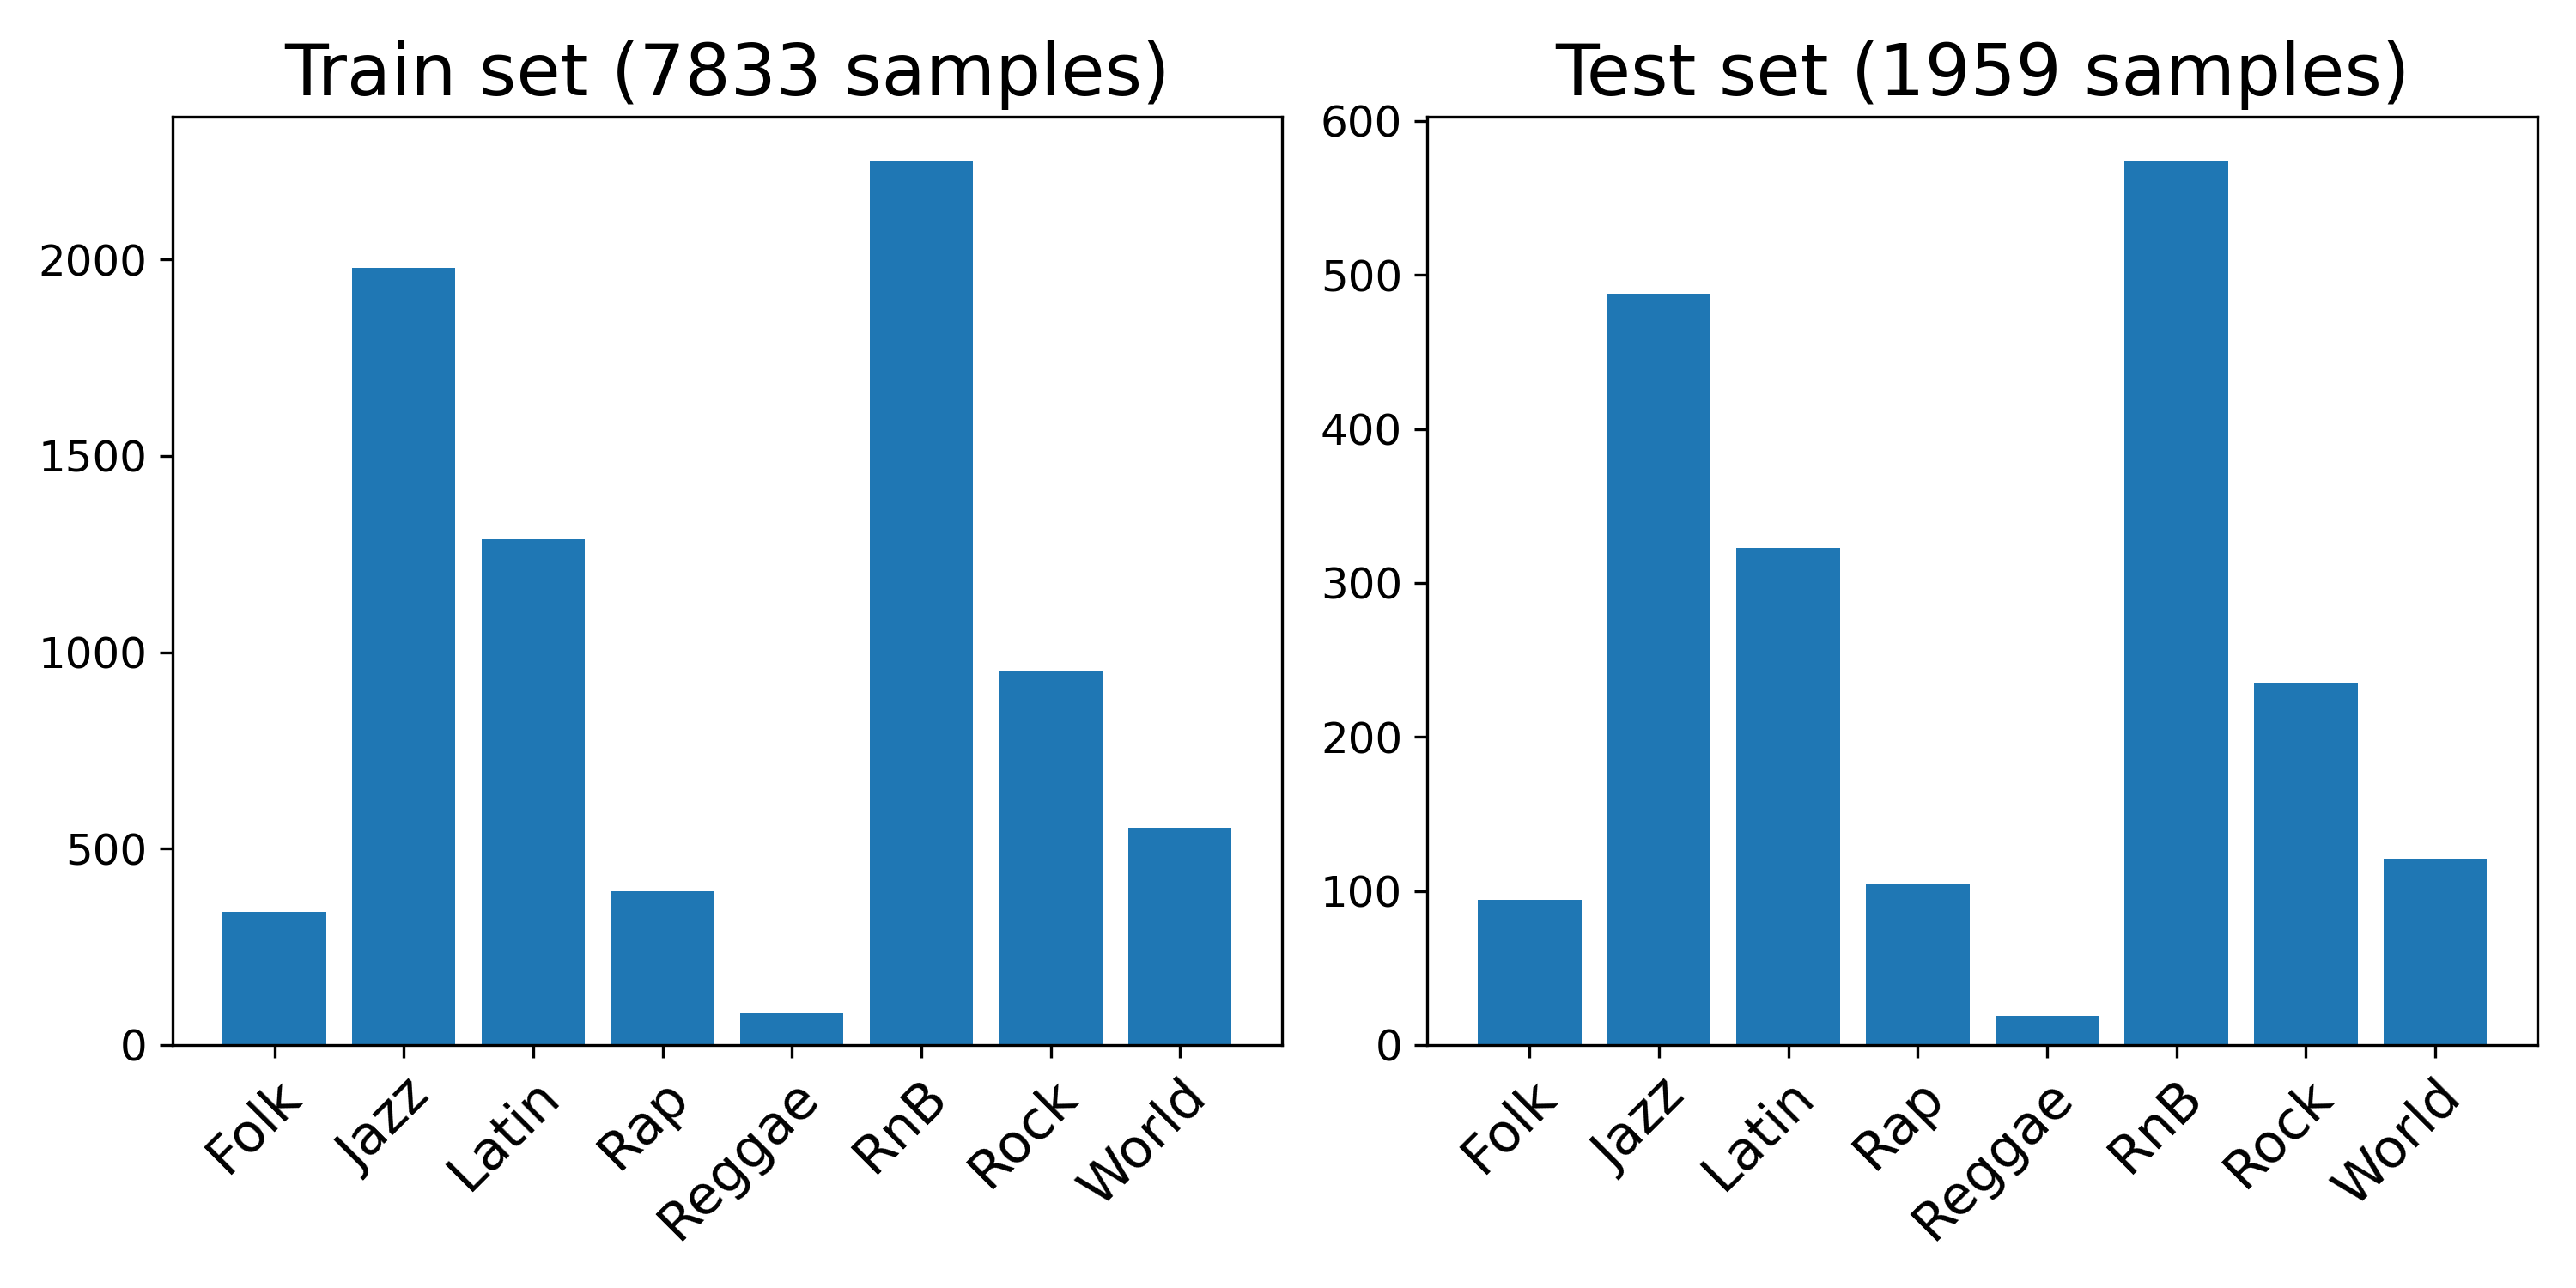 Train set (7833 samples)
2000
1500
1000
500
0
Folk
Jazz
Latin
Rap
Reggae
RnB
Rock
World
Test set (1959 samples)
600
500
400
300
200
100
0
Folk
Jazz
Latin
Rap
Reggae
RnB
Rock
World